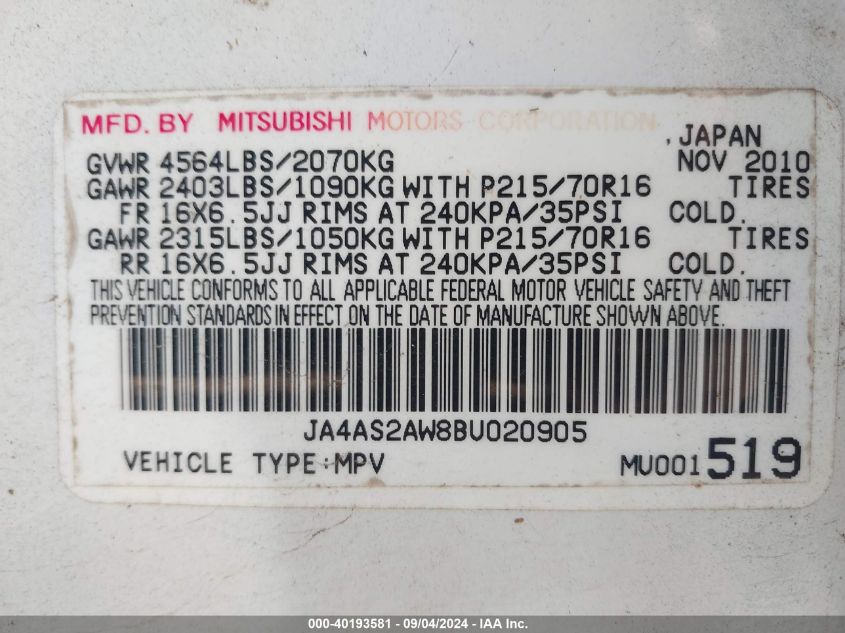 MFD. BY MITSUBISHI MOTORS CORPORATION
, JAPAN
GVWR 4564LBS/2070KG NOV 2010
GAWR 2403LBS/1090KG WITH P215/70R16 TIRES
FR 16X6.5JJ RIMS AT 240KPA/35PSI COLD.
GAWR 2315LBS/1050KG WITH P215/70R16 TIRES
RR 16X6.5JJ RIMS AT 240KPA/35PSI COLD.
THIS VEHICLE CONFORMS TO ALL APPLICABLE FEDERAL MOTOR VEHICLE SAFETY AND THEFT
PREVENTION STANDARDS IN EFFECT ON THE DATE OF MANUFACTURE SHOWN ABOVE.
JA4AS2AW8BU020905
VEHICLE TYPE:MPV MU001519
000-40193581 - 09/04/2024 - IAA Inc.